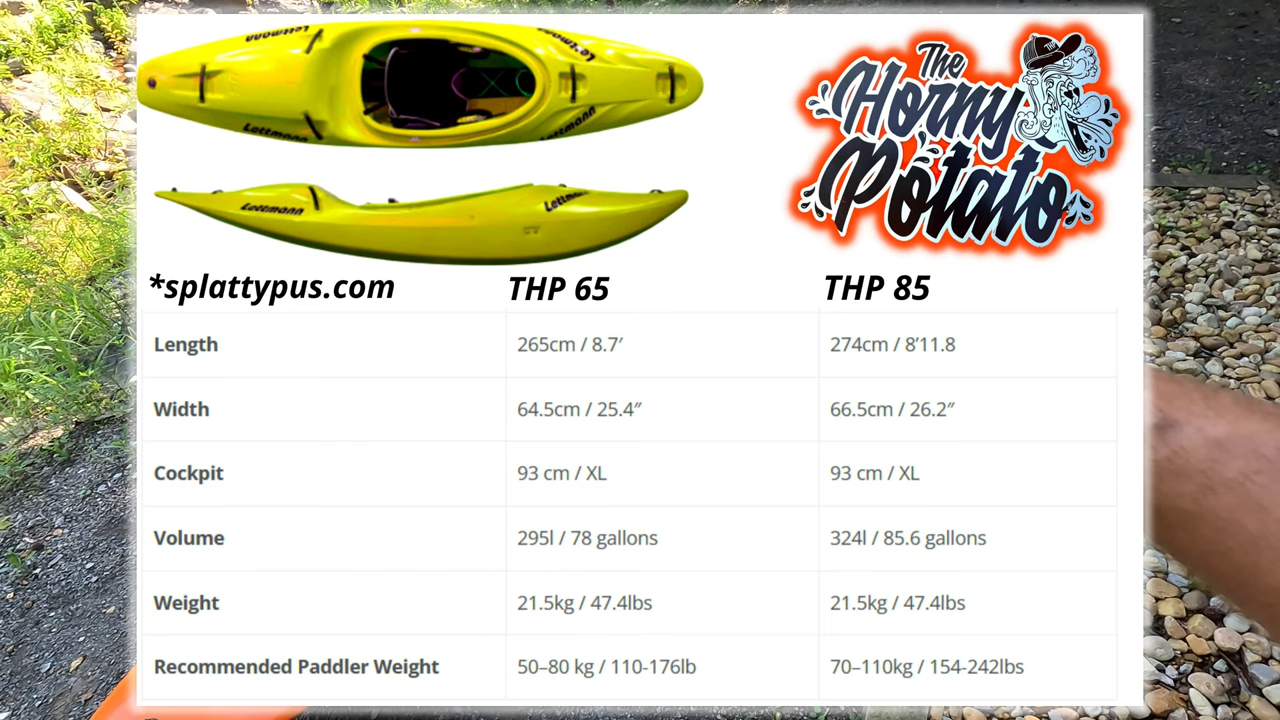 Lettmann
Lettmann
Lettmann
Lettmann
Lettmann
Lettmann
The
Horny
Potato
THP
*splattypus.com
THP 65
THP 85
Length
265cm / 8.7′
274cm / 8’11.8
Width
64.5cm / 25.4″
66.5cm / 26.2″
Cockpit
93 cm / XL
93 cm / XL
Volume
295l / 78 gallons
324l / 85.6 gallons
Weight
21.5kg / 47.4lbs
21.5kg / 47.4lbs
Recommended Paddler Weight
50–80 kg / 110-176lb
70–110kg / 154-242lbs